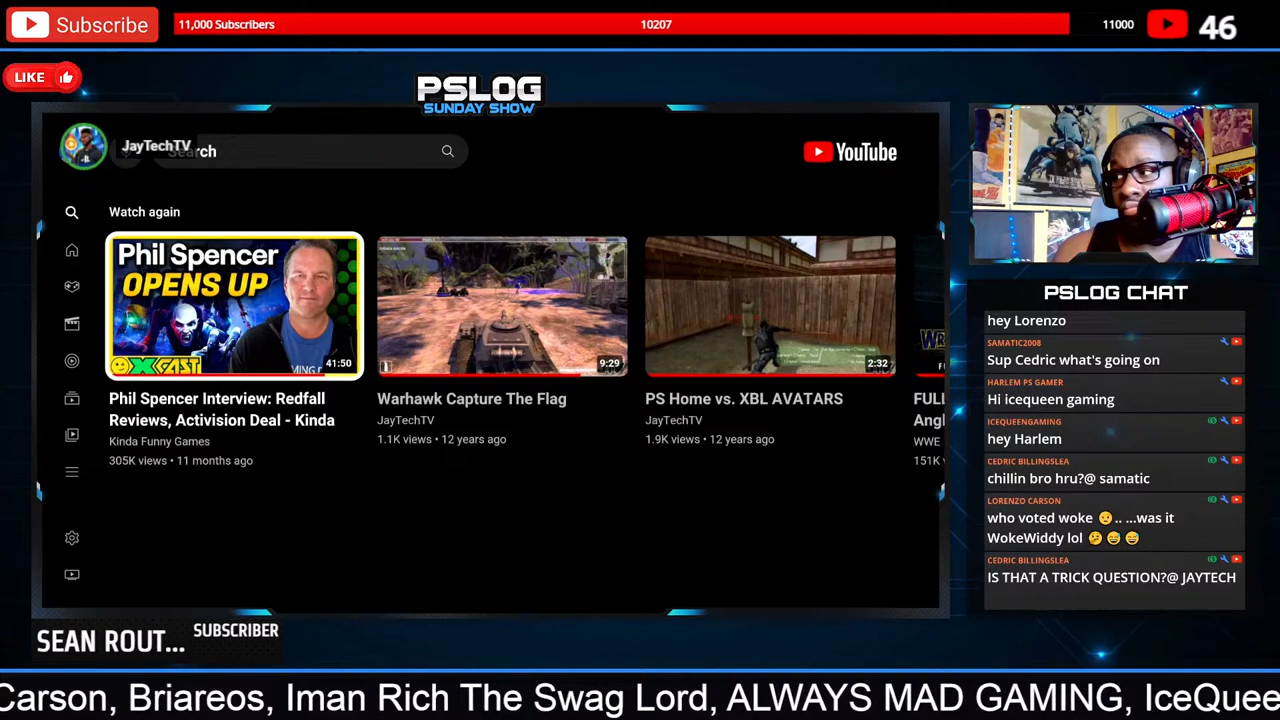 Subscribe
11,000 Subscribers
10207
11000
46
LIKE
PSLOG
SUNDAY SHOW
JayTechTV
Search
YouTube
Watch again
Phil Spencer
OPENS UP
XCAST
41:50
9:29
2:32
Phil Spencer Interview: Redfall
Reviews, Activision Deal - Kinda
Kinda Funny Games
305K views • 11 months ago
Warhawk Capture The Flag
JayTechTV
1.1K views • 12 years ago
PS Home vs. XBL AVATARS
JayTechTV
1.9K views • 12 years ago
FULL
Angl
WWE
151K v
PSLOG CHAT
hey Lorenzo
SAMATIC2008
Sup Cedric what's going on
HARLEM PS GAMER
Hi icequeen gaming
ICEQUEENGAMING
hey Harlem
CEDRIC BILLINGSLEA
chillin bro hru?@ samatic
LORENZO CARSON
who voted woke 😟.. ...was it
WokeWiddy lol 🤔 😅 😅
CEDRIC BILLINGSLEA
IS THAT A TRICK QUESTION?@ JAYTECH
SEAN ROUT...
SUBSCRIBER
Carson, Briareos, Iman Rich The Swag Lord, ALWAYS MAD GAMING, IceQuee